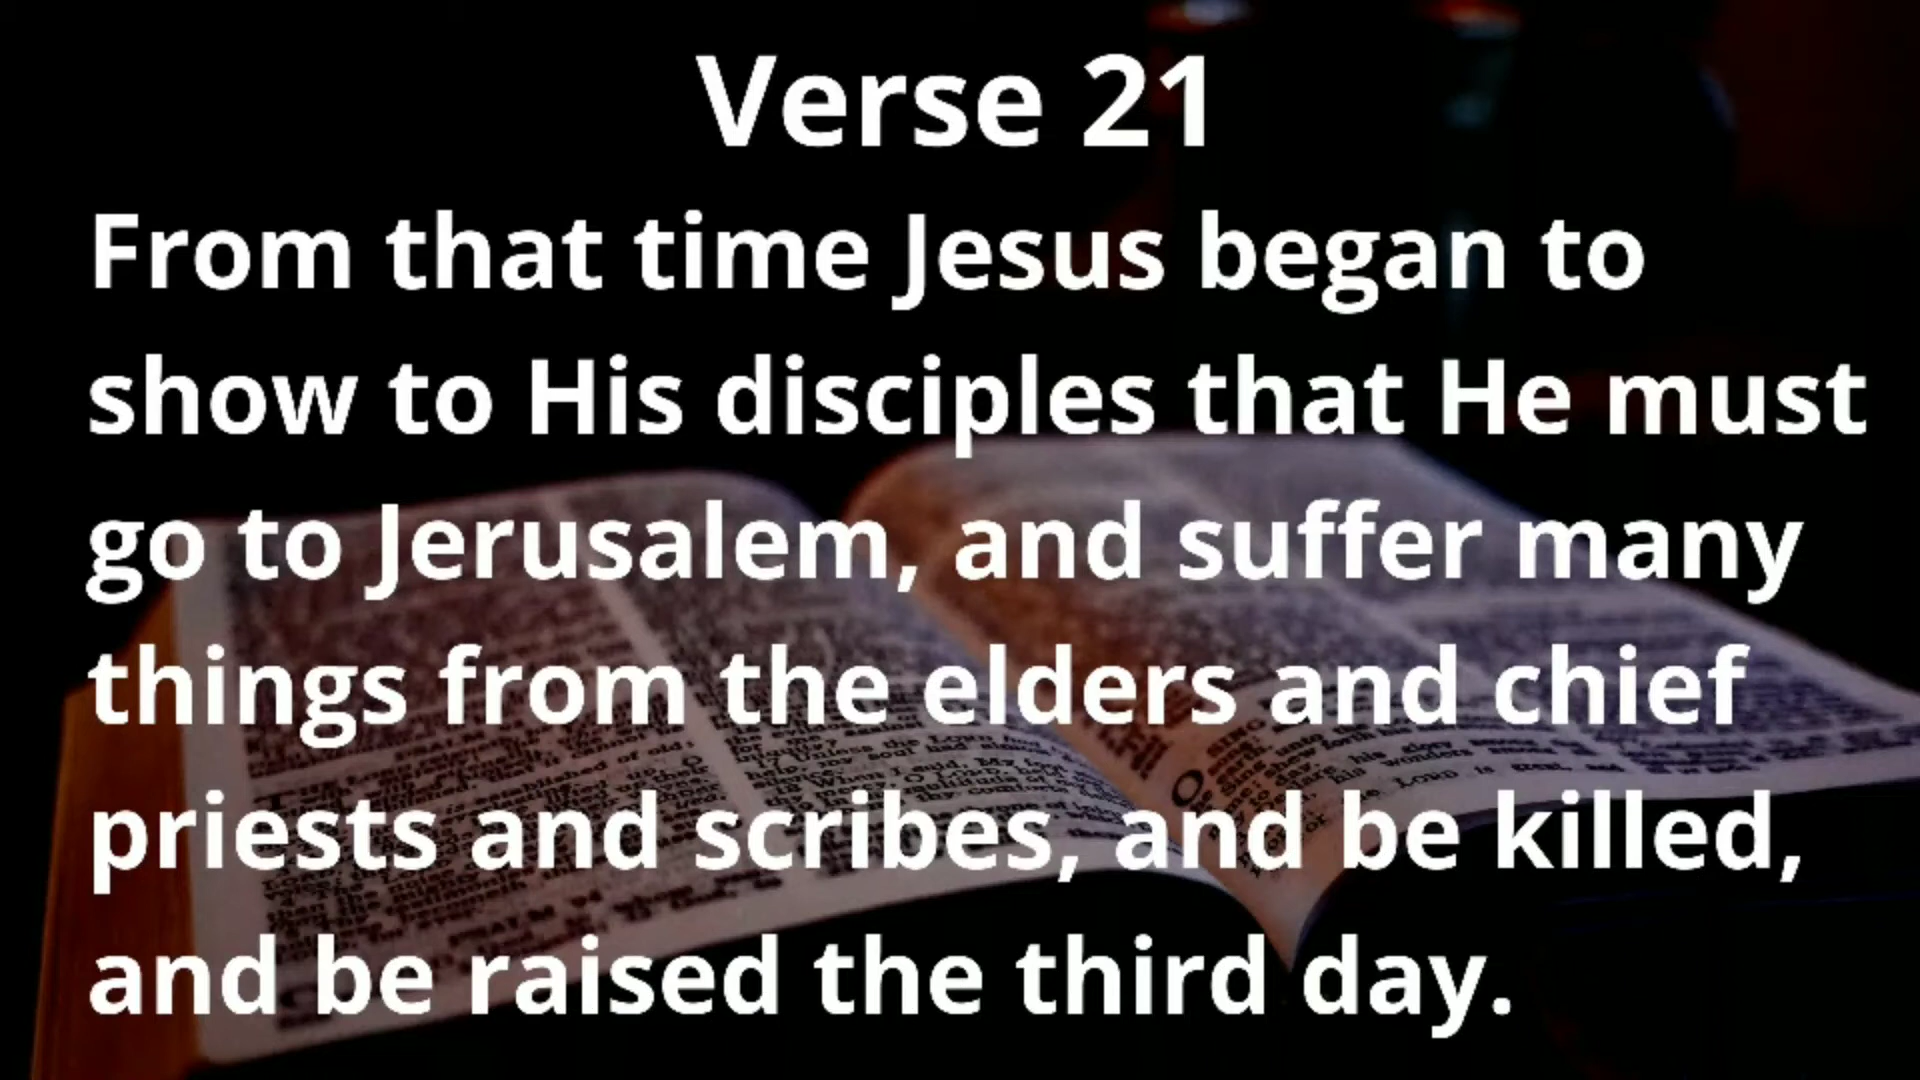 Verse 21
From that time Jesus began to
show to His disciples that He must
go to Jerusalem, and suffer many
things from the elders and chief
priests and scribes, and be killed,
and be raised the third day.